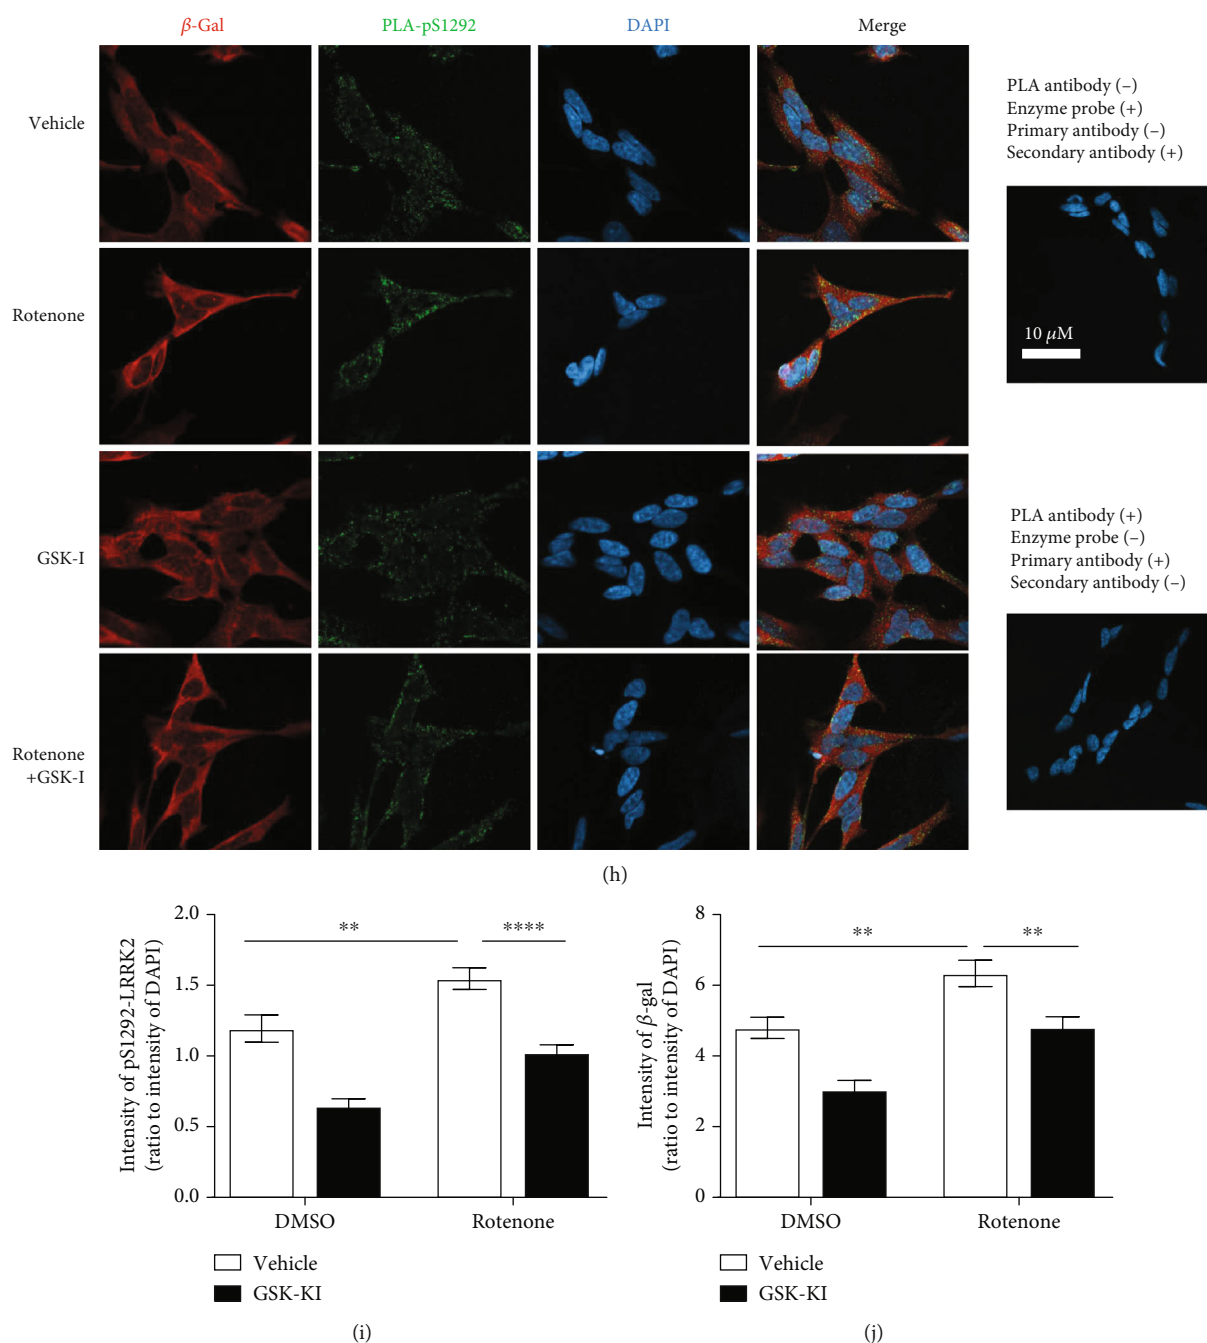 β-Gal
PLA-pS1292
DAPI
Merge
Vehicle
Rotenone
GSK-I
Rotenone
+GSK-I
PLA antibody (–)
Enzyme probe (+)
Primary antibody (–)
Secondary antibody (+)
10 μM
PLA antibody (+)
Enzyme probe (–)
Primary antibody (+)
Secondary antibody (–)
(h)
Intensity of pS1292-LRRK2
(ratio to intensity of DAPI)
2.0
1.5
1.0
0.5
0.0
**
****
DMSO
Rotenone
Vehicle
GSK-KI
(i)
Intensity of β-gal
(ratio to intensity of DAPI)
8
6
4
2
0
**
**
DMSO
Rotenone
Vehicle
GSK-KI
(j)